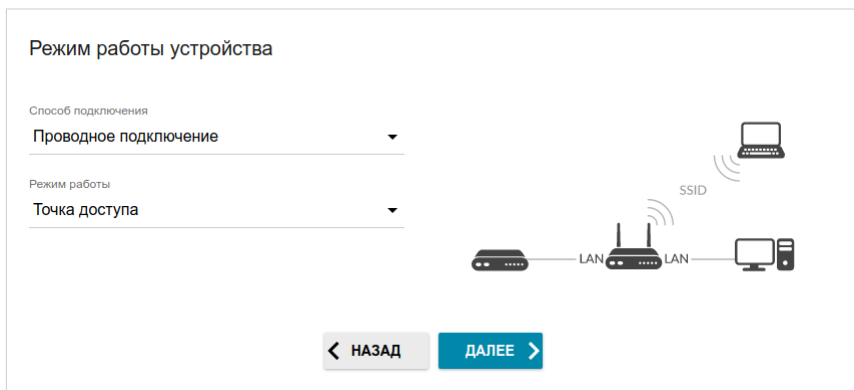 Режим работы устройства
Способ подключения
Проводное подключение
Режим работы
Точка доступа
SSID
LAN LAN
НАЗАД ДАЛЕЕ